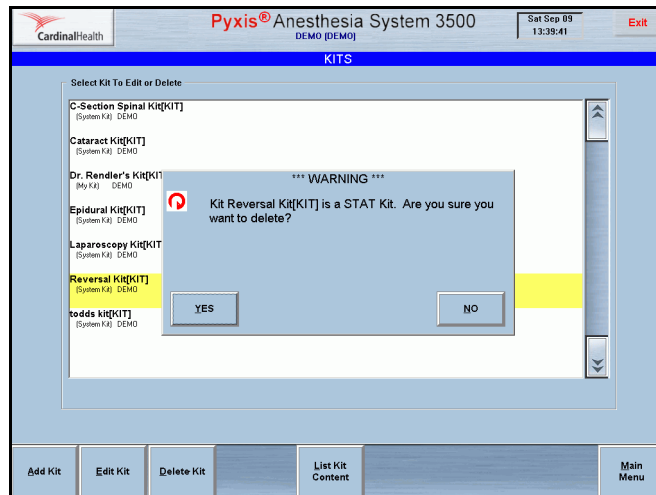 CardinalHealth
Pyxis® Anesthesia System 3500
DEMO (DEMO)
Sat Sep 09
13:39:41
Exit
KITS
Select Kit To Edit or Delete
C-Section Spinal Kit[KIT]
(System Kit) DEMO
Cataract Kit[KIT]
(System Kit) DEMO
Dr. Rendler's Kit[KIT
(My Kit) DEMO
Epidural Kit[KIT]
(System Kit) DEMO
Laparoscopy Kit[KIT
(System Kit) DEMO
Reversal Kit[KIT]
(System Kit) DEMO
todds kit[KIT]
(System Kit) DEMO
*** WARNING ***
Kit Reversal Kit[KIT] is a STAT Kit. Are you sure you
want to delete?
YES
NO
Add Kit
Edit Kit
Delete Kit
List Kit
Content
Main
Menu